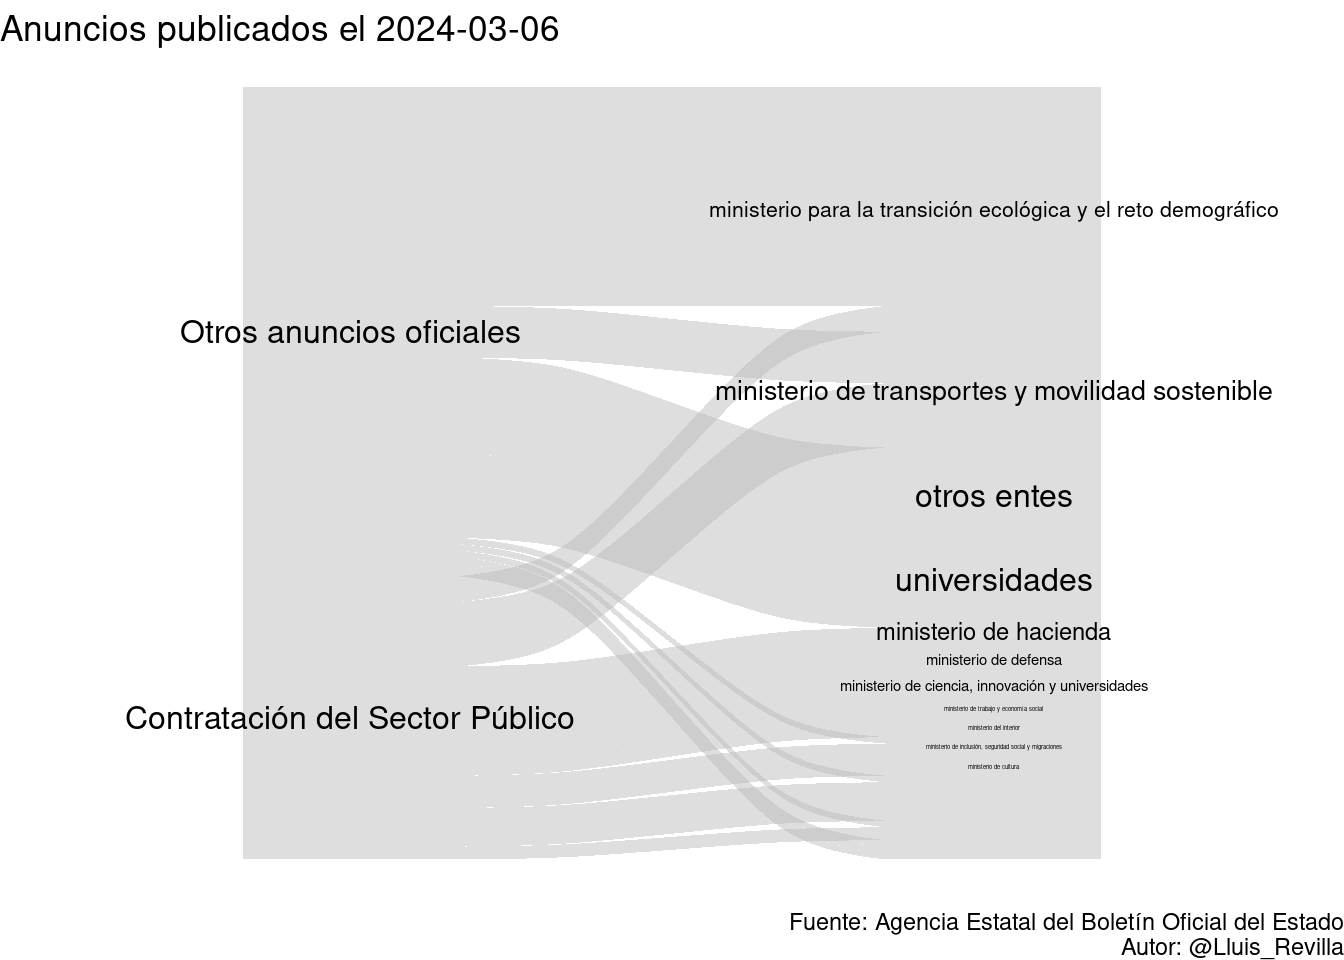 Anuncios publicados el 2024-03-06
ministerio para la transición ecológica y el reto demográfico
Otros anuncios oficiales
ministerio de transportes y movilidad sostenible
otros entes
universidades
ministerio de hacienda
ministerio de defensa
ministerio de ciencia, innovación y universidades
ministerio de trabajo y economía social
Contratación del Sector Público
ministerio del interior
ministerio de inclusión, seguridad social y migraciones
ministerio de cultura
Fuente: Agencia Estatal del Boletín Oficial del Estado
Autor: @Lluis_Revilla